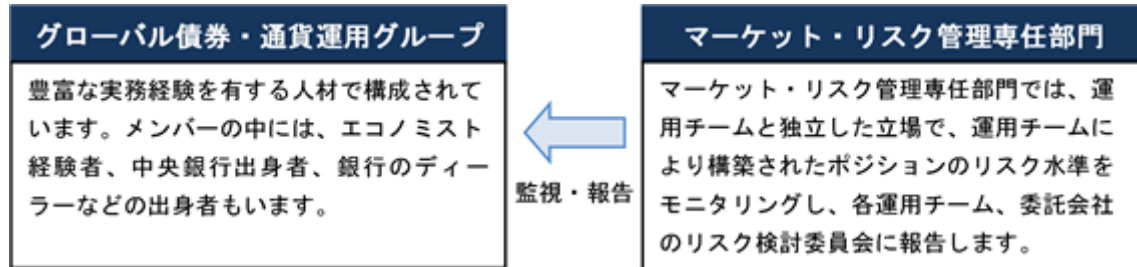 グローバル債券・通貨運用グループ
豊富な実務経験を有する人材で構成されて
います。メンバーの中には、エコノミスト
経験者、中央銀行出身者、銀行のディー
ラーなどの出身者もいます。
監視・報告
マーケット・リスク管理専任部門
マーケット・リスク管理専任部門では、運
用チームと独立した立場で、運用チームに
より構築されたポジションのリスク水準を
モニタリングし、各運用チーム、委託会社
のリスク検討委員会に報告します。